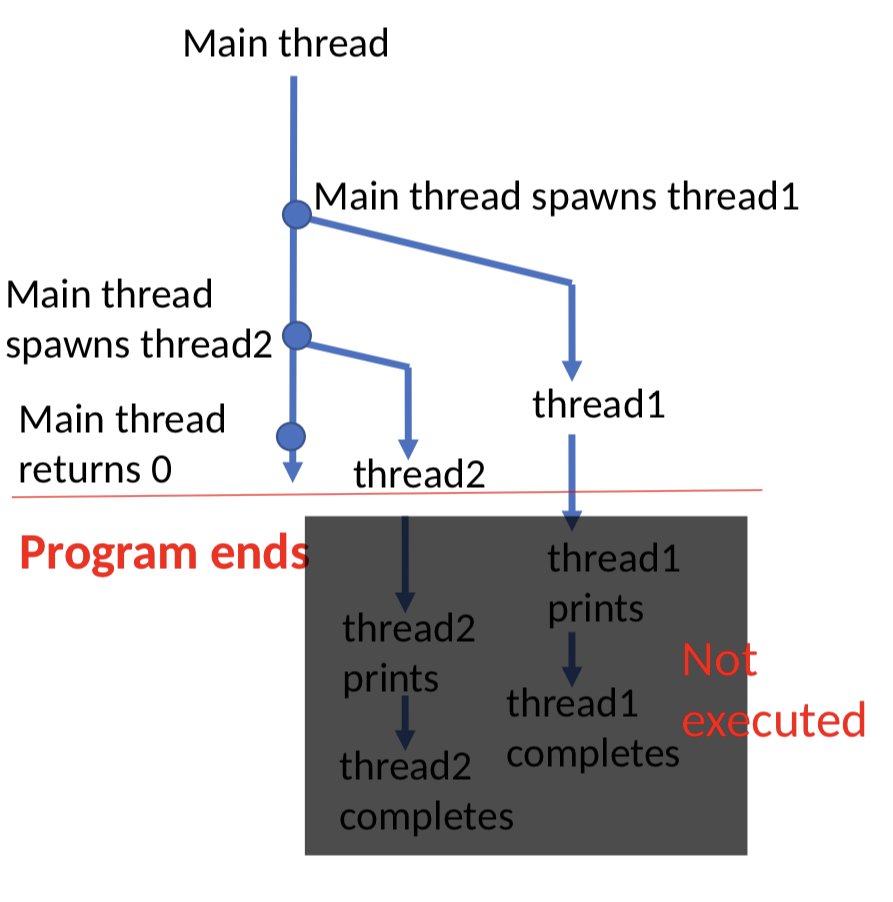 Main thread
Main thread spawns thread1
Main thread
spawns thread2
thread1
Main thread
returns 0
thread2
Program ends
thread1
prints
thread2
prints
Not
executed
thread1
completes
thread2
completes